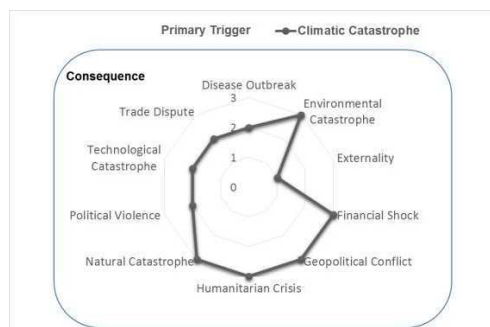 Primary Trigger
Climatic Catastrophe
Consequence
Disease Outbreak
3
2
1
0
Environmental
Catastrophe
Externality
Financial Shock
Geopolitical Conflict
Humanitarian Crisis
Natural Catastrophe
Political Violence
Technological
Catastrophe
Trade Dispute